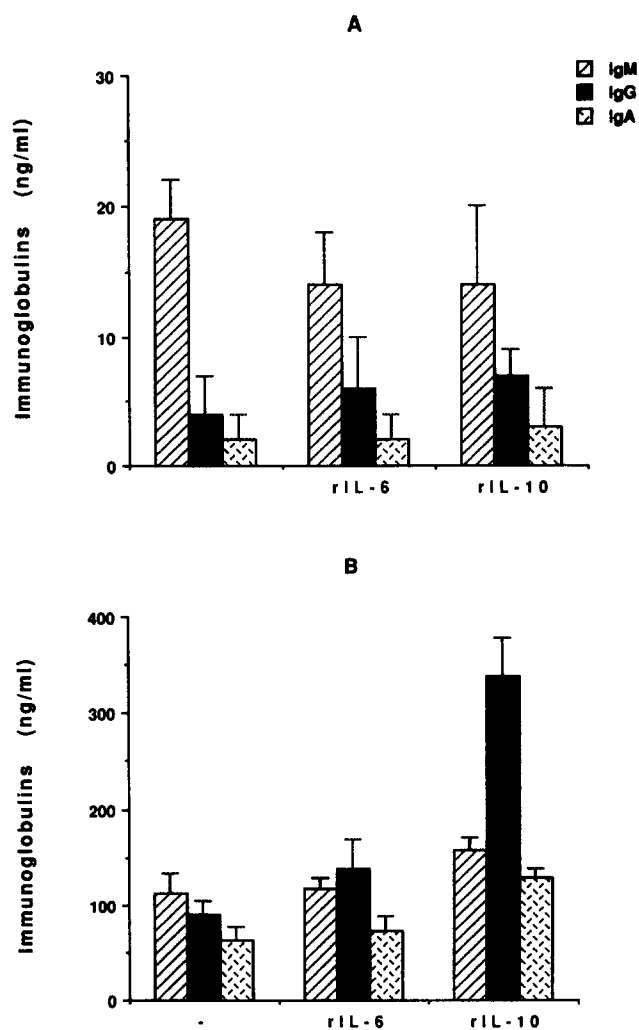 A
IgM
IgG
IgA
Immunoglobulins (ng/ml)
30
20
10
0
rIL-6 rIL-10
B
Immunoglobulins (ng/ml)
400
300
200
100
0
- rIL-6 rIL-10